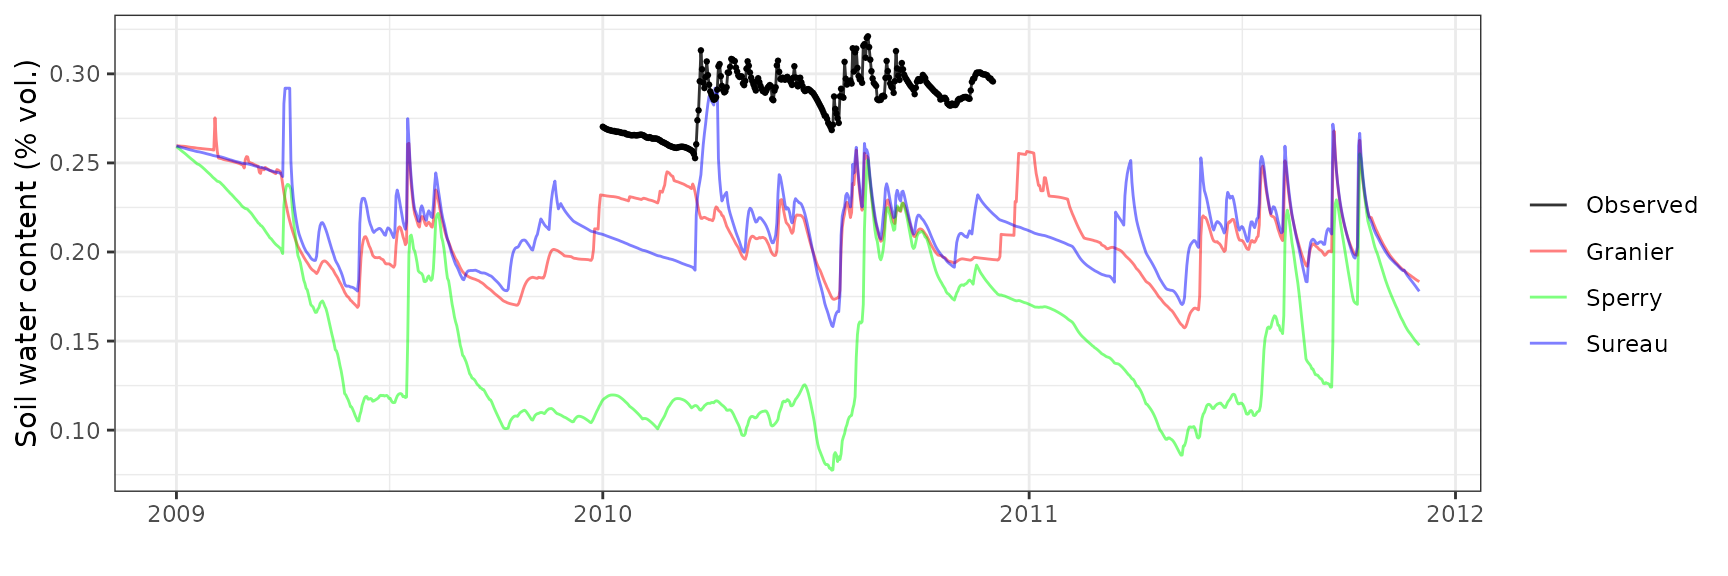 Soil water content (% vol.)
0.30
0.25
0.20
0.15
0.10
2009
2010
2011
2012
Observed
Granier
Sperry
Sureau